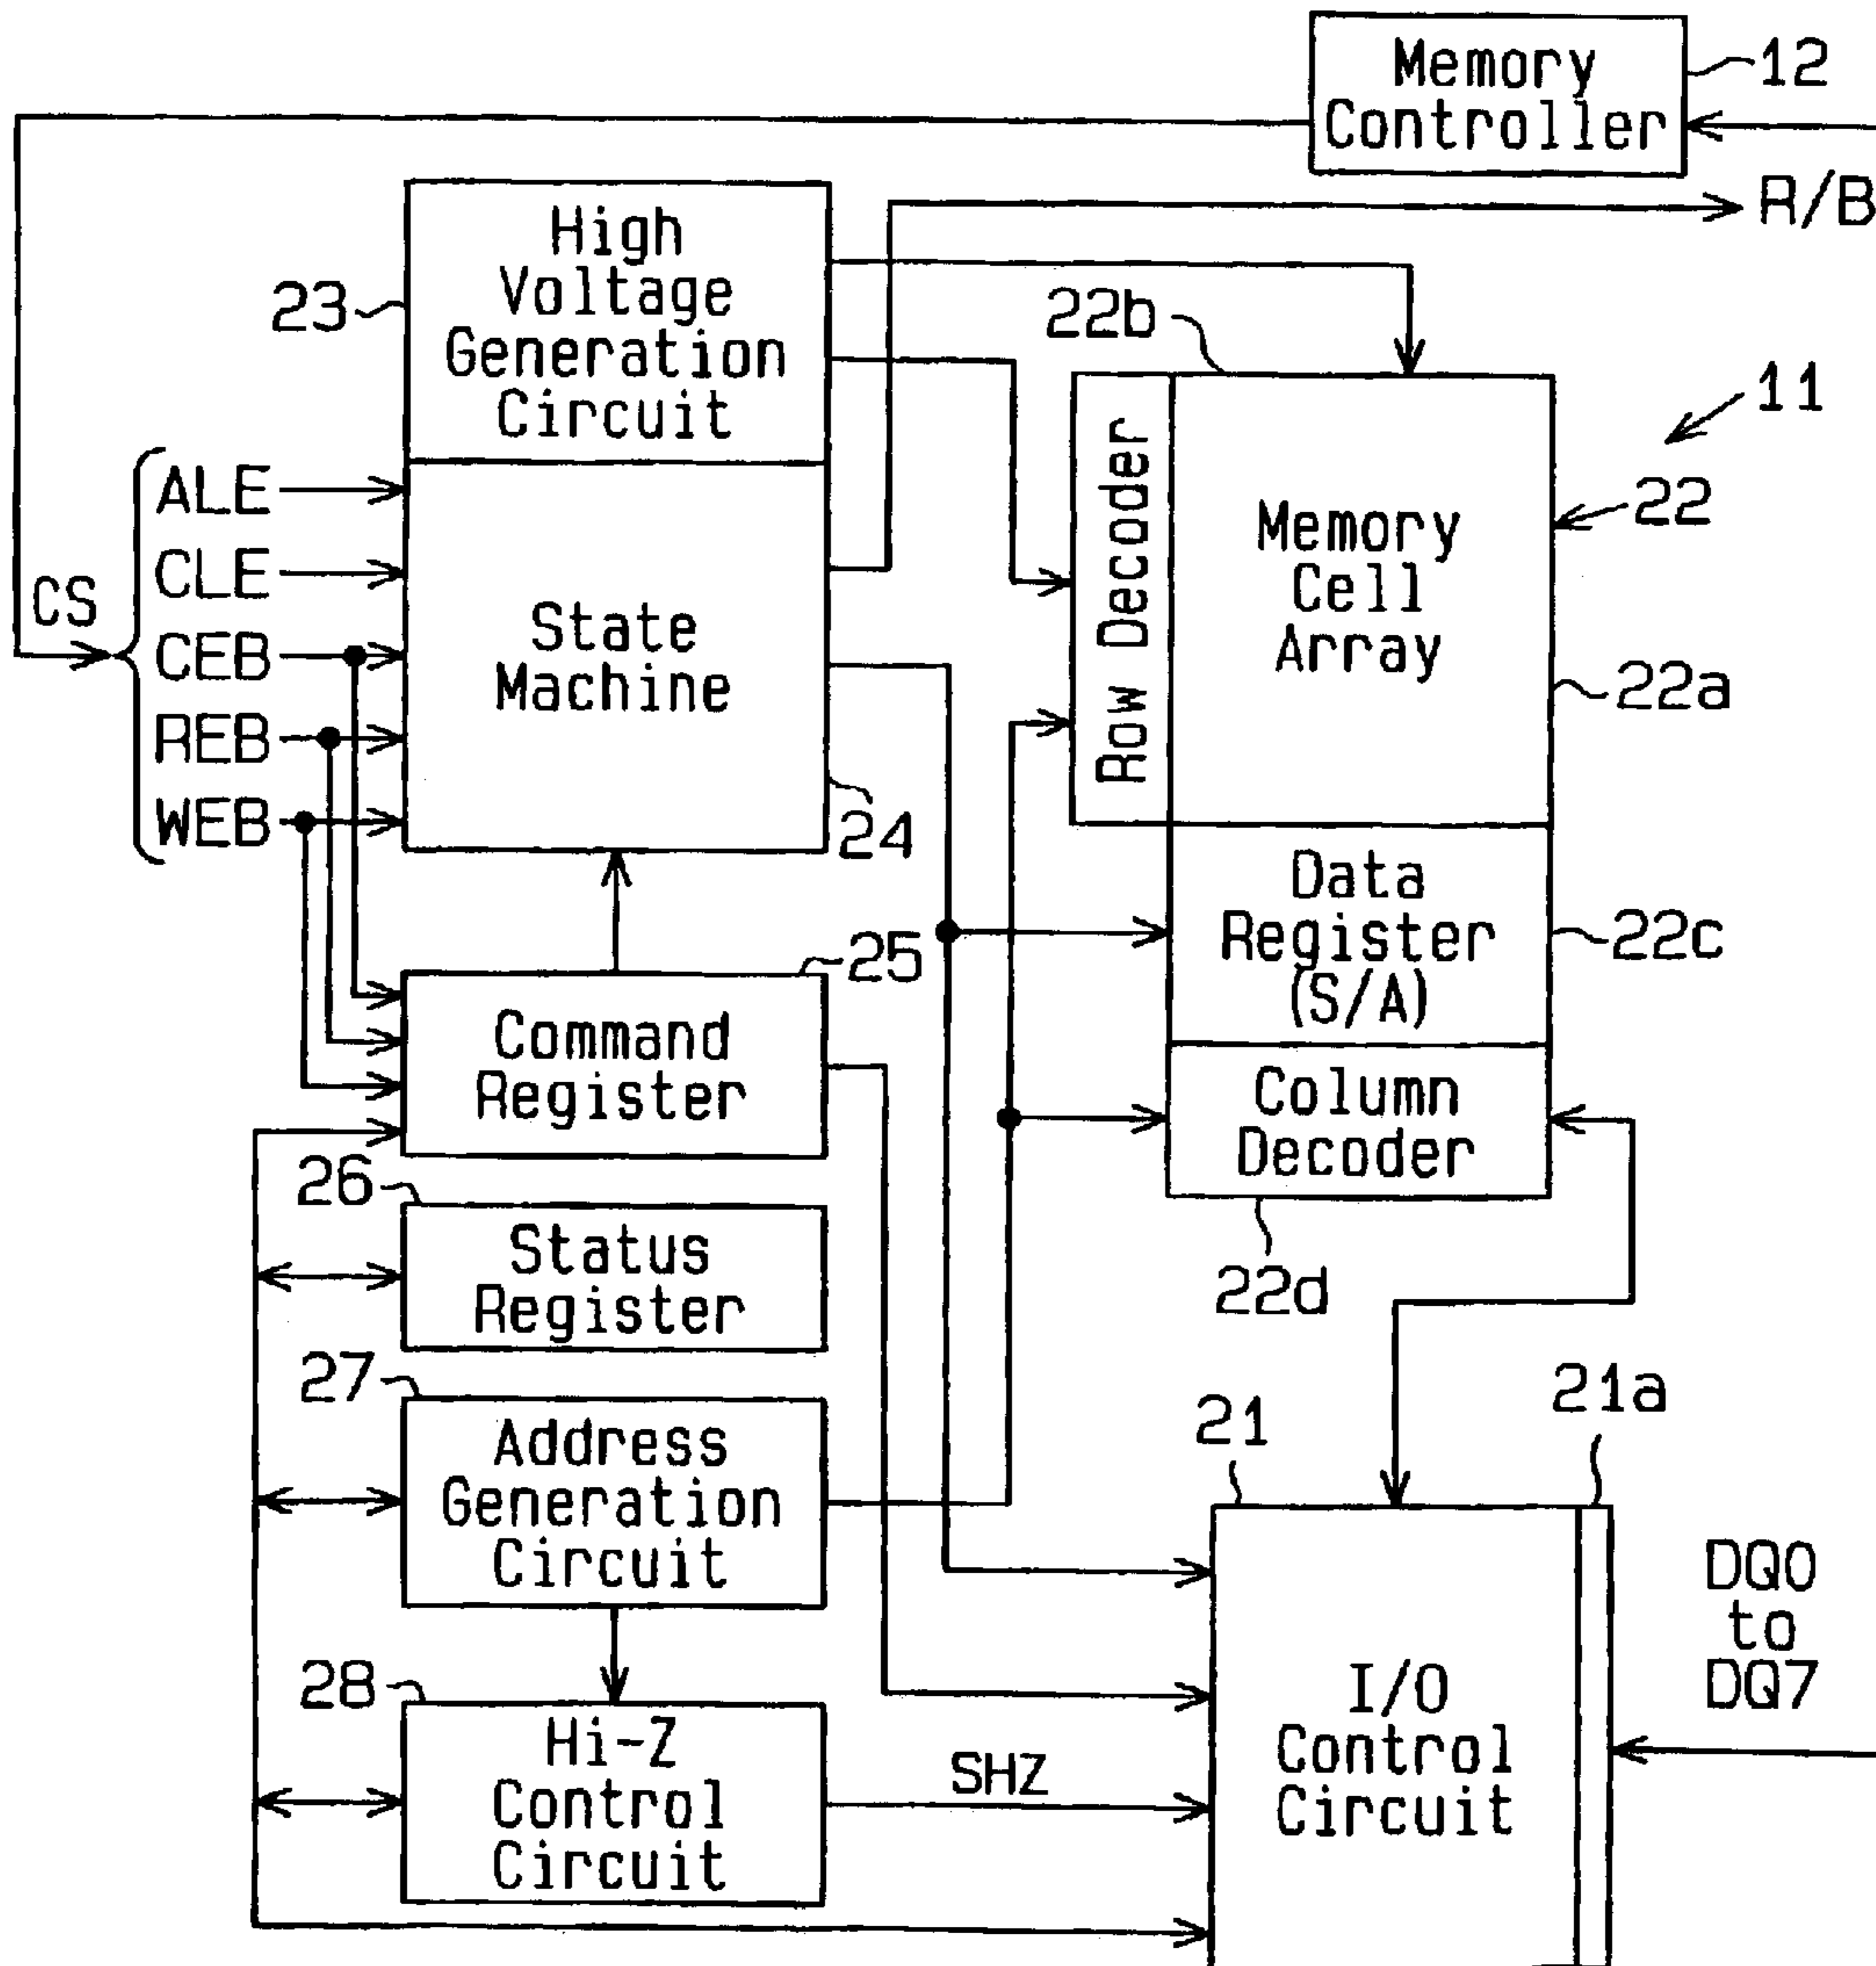 Memory
Controller
12
R/B
High
Voltage
Generation
Circuit
23
22b
11
ALE
CLE
CEB
REB
WEB
CS
State
Machine
24
Row Decoder
Memory
Cell
Array
22
22a
Data
Register
(S/A)
22c
25
Command
Register
Column
Decoder
22d
26
Status
Register
27
Address
Generation
Circuit
21
21a
28
Hi-Z
Control
Circuit
SHZ
I/O
Control
Circuit
DQ0
to
DQ7